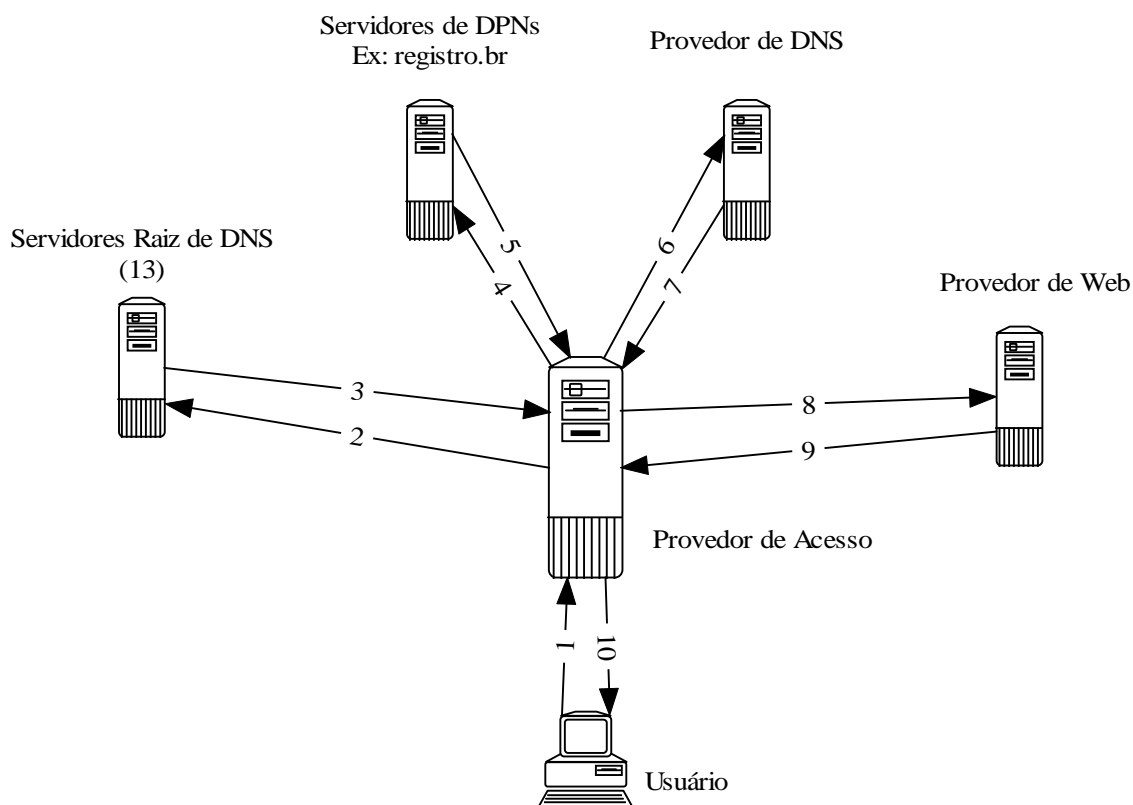 Servidores de DPNs
Ex: registro.br
Provedor de DNS
Servidores Raiz de DNS
(13)
Provedor de Web
5
4
6
7
3
2
8
9
Provedor de Acesso
1
10
Usuário